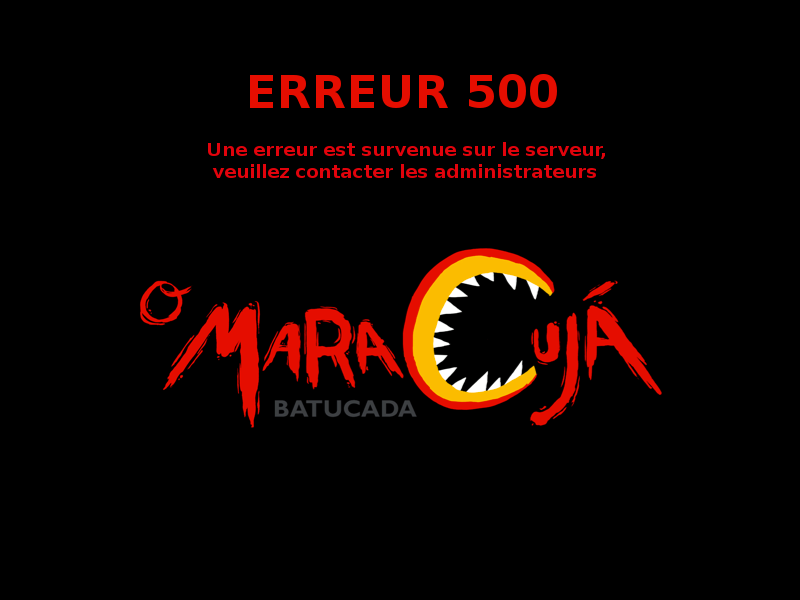 ERREUR 500
Une erreur est survenue sur le serveur,
veuillez contacter les administrateurs
O MARACUJÁ
BATUCADA